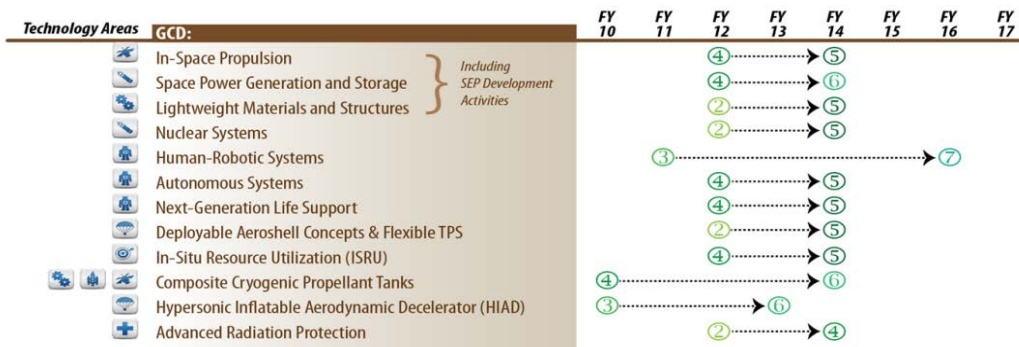 FY FY FY FY FY FY FY FY
Technology Areas GCD: 10 11 12 13 14 15 16 17
In-Space Propulsion 4 5
Including
Space Power Generation and Storage SEP Development 4 6
Activities
Lightweight Materials and Structures 2 5
Nuclear Systems 2 5
Human-Robotic Systems 3 7
Autonomous Systems 4 5
Next-Generation Life Support 4 5
Deployable Aeroshell Concepts & Flexible TPS 2 5
In-Situ Resource Utilization (ISRU) 4 5
Composite Cryogenic Propellant Tanks 4 6
Hypersonic Inflatable Aerodynamic Decelerator (HIAD) 3 6
Advanced Radiation Protection 2 4